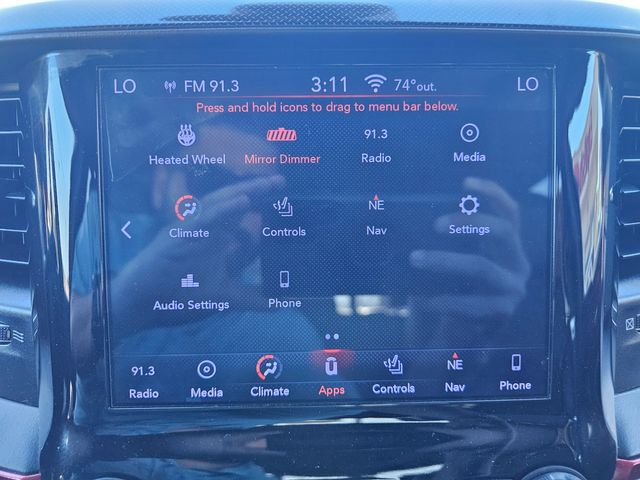 LO FM 91.3 3:11 74°out. LO
Press and hold icons to drag to menu bar below.
91.3
Heated Wheel Mirror Dimmer Radio Media
NE
Climate Controls Nav Settings
Audio Settings Phone
91.3 NE
Radio Media Climate Apps Controls Nav Phone